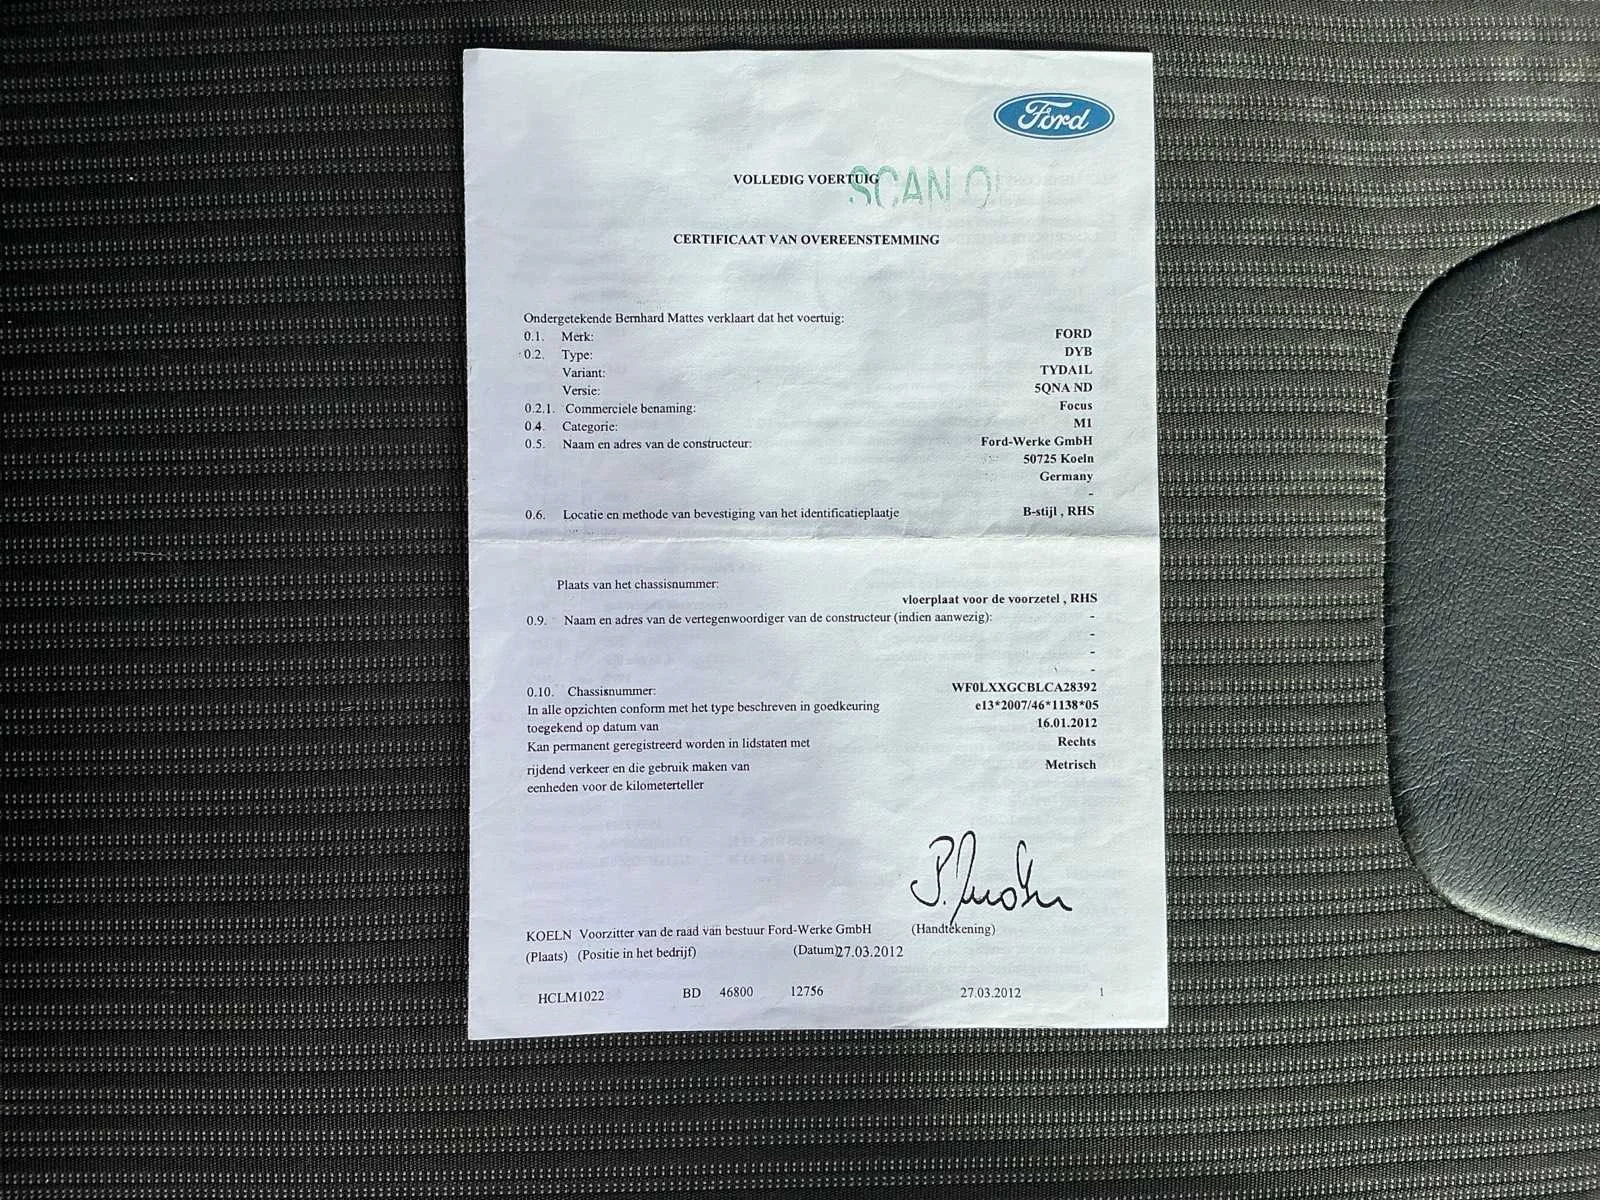 Ford
VOLLEDIG VOERTUIG
SCAN
CERTIFICAAT VAN OVEREENSTEMMING
Ondergetekende Bernhard Mattes verklaart dat het voertuig:
0.1. Merk: FORD
0.2. Type: DYB
Variant: TYDA1L
Versie: 5QNA ND
0.2.1. Commerciele benaming: Focus
0.4. Categorie: M1
0.5. Naam en adres van de constructeur: Ford-Werke GmbH
50725 Koeln
Germany
-
0.6. Locatie en methode van bevestiging van het identificatieplaatje B-stijl , RHS
Plaats van het chassisnummer:
vloerplaat voor de voorzetel , RHS
0.9. Naam en adres van de vertegenwoordiger van de constructeur (indien aanwezig): -
-
-
-
0.10. Chassisnummer: WF0LXXGCBLCA28392
In alle opzichten conform met het type beschreven in goedkeuring e13*2007/46*1138*05
toegekend op datum van 16.01.2012
Kan permanent geregistreerd worden in lidstaten met Rechts
rijdend verkeer en die gebruik maken van Metrisch
eenheden voor de kilometerteller
KOELN Voorzitter van de raad van bestuur Ford-Werke GmbH (Handtekening)
(Plaats) (Positie in het bedrijf) (Datum)27.03.2012
HCLM1022 BD 46800 12756 27.03.2012 1